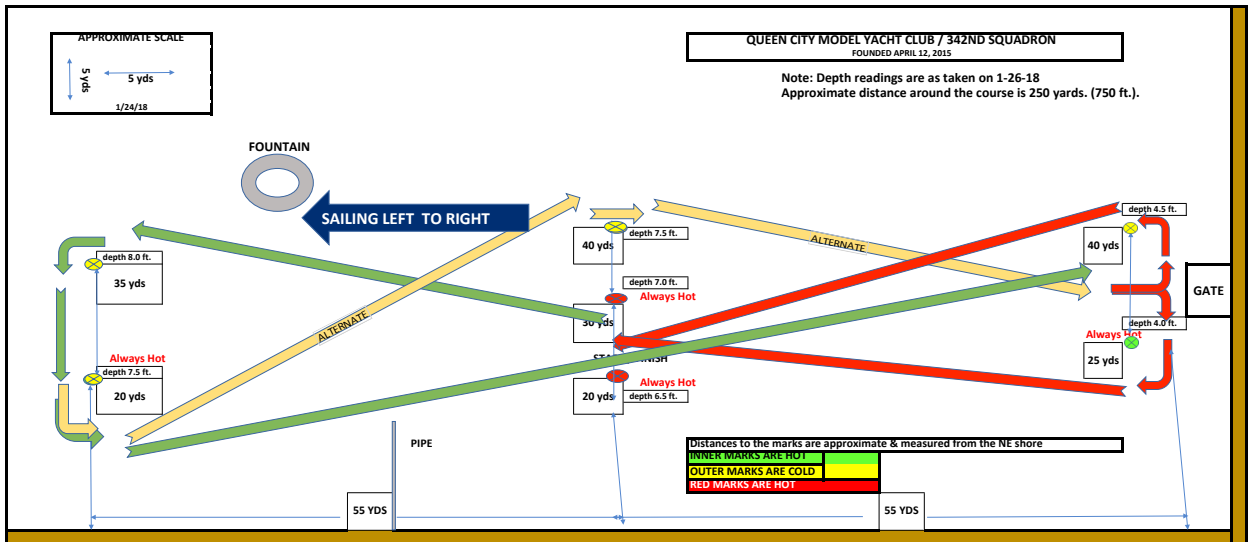 APPROXIMATE SCALE
5 yds
5 yds
1/24/18
QUEEN CITY MODEL YACHT CLUB / 342ND SQUADRON
FOUNDED APRIL 12, 2015
Note: Depth readings are as taken on 1-26-18
Approximate distance around the course is 250 yards. (750 ft.).
FOUNTAIN
SAILING LEFT TO RIGHT
depth 4.5 ft.
depth 7.5 ft.
40 yds
40 yds
ALTERNATE
depth 8.0 ft.
35 yds
depth 7.0 ft.
Always Hot
GATE
30 yds
ALTERNATE
depth 4.0 ft.
Always Hot
25 yds
Always Hot
depth 7.5 ft.
20 yds
Always Hot
20 yds
depth 6.5 ft.
PIPE
Distances to the marks are approximate & measured from the NE shore
INNER MARKS ARE HOT
OUTER MARKS ARE COLD
RED MARKS ARE HOT
55 YDS
55 YDS